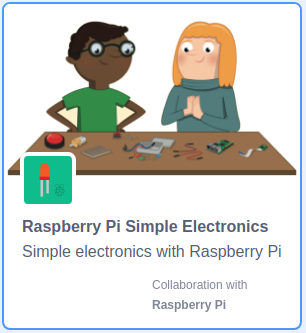 Raspberry Pi Simple Electronics
Simple electronics with Raspberry Pi
Collaboration with
Raspberry Pi